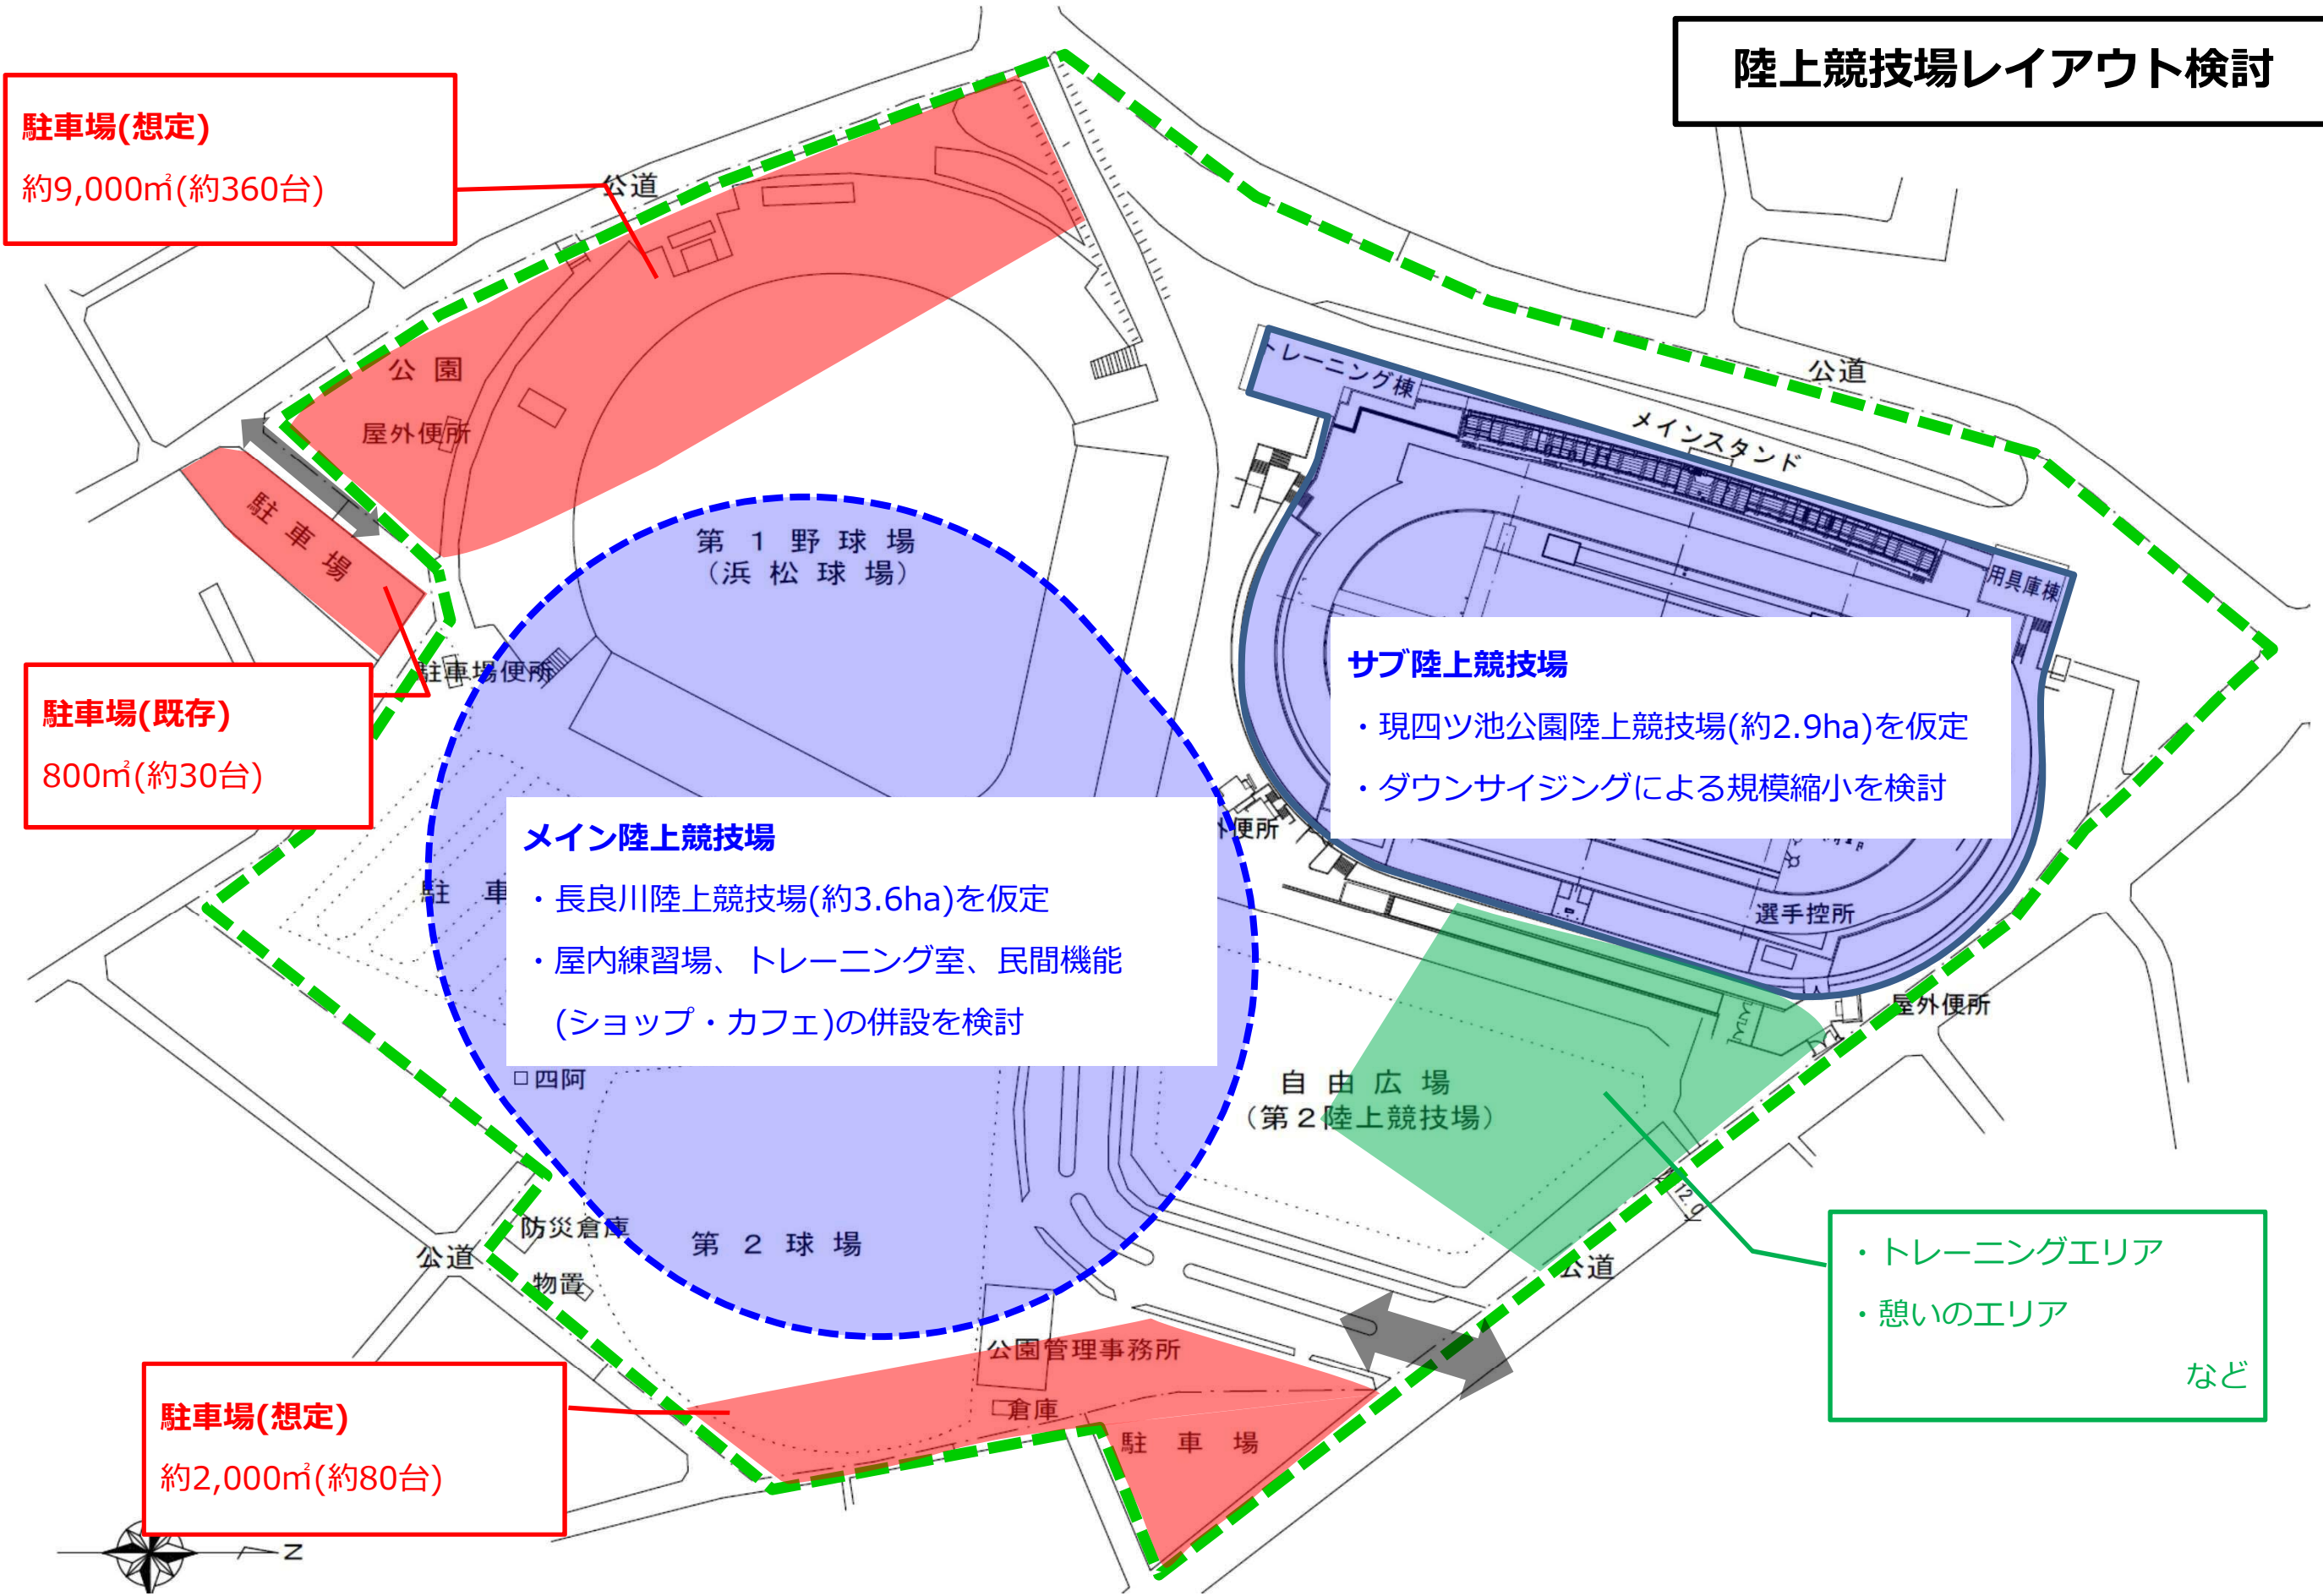 陸上競技場レイアウト検討
駐車場(想定)
約9,000㎡(約360台)
公道
公園
屋外便所
駐車場
第1野球場
(浜松球場)
トレーニング棟
メインスタンド
公道
用具庫棟
サブ陸上競技場
・現四ツ池公園陸上競技場(約2.9ha)を仮定
・ダウンサイジングによる規模縮小を検討
駐車場便所
駐車場(既存)
800㎡(約30台)
便所
メイン陸上競技場
・長良川陸上競技場(約3.6ha)を仮定
・屋内練習場、トレーニング室、民間機能
(ショップ・カフェ)の併設を検討
駐車
選手控所
屋外便所
四阿
自由広場
(第2陸上競技場)
12.0
防災倉庫
公道
物置
第2球場
公道
・トレーニングエリア
・憩いのエリア
など
公園管理事務所
倉庫
駐車場
駐車場(想定)
約2,000㎡(約80台)
N